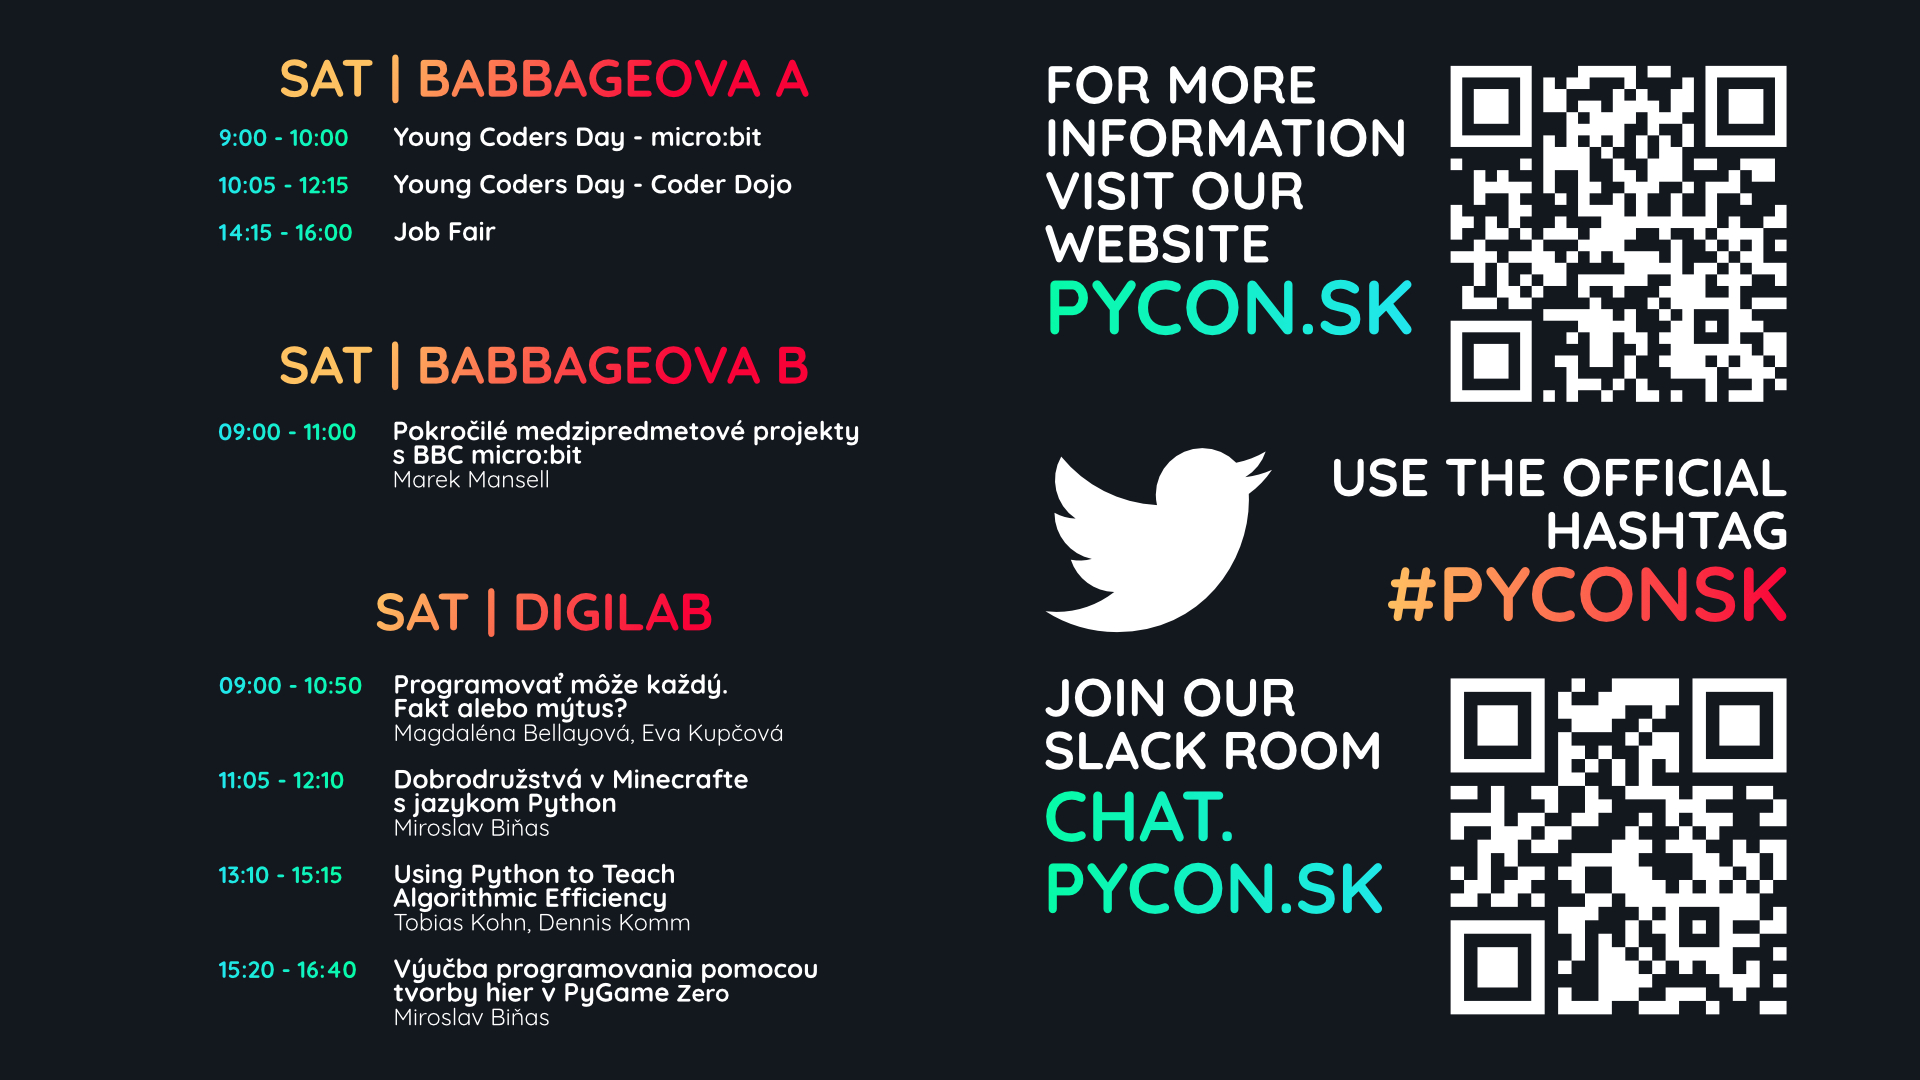 SAT | BABBAGEOVA A
9:00 - 10:00 Young Coders Day - micro:bit
10:05 - 12:15 Young Coders Day - Coder Dojo
14:15 - 16:00 Job Fair
SAT | BABBAGEOVA B
09:00 - 11:00 Pokročilé medzipredmetové projekty
s BBC micro:bit
Marek Mansell
SAT | DIGILAB
09:00 - 10:50 Programovať môže každý.
Fakt alebo mýtus?
Magdaléna Bellayová, Eva Kupčová
11:05 - 12:10 Dobrodružstvá v Minecrafte
s jazykom Python
Miroslav Biňas
13:10 - 15:15 Using Python to Teach
Algorithmic Efficiency
Tobias Kohn, Dennis Komm
15:20 - 16:40 Výučba programovania pomocou
tvorby hier v PyGame Zero
Miroslav Biňas
FOR MORE
INFORMATION
VISIT OUR
WEBSITE
PYCON.SK
USE THE OFFICIAL
HASHTAG
#PYCONSK
JOIN OUR
SLACK ROOM
CHAT.
PYCON.SK